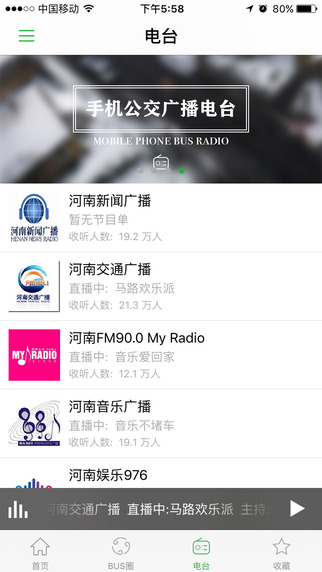 中国移动
下午5:58
80%
电台
手机公交广播电台
MOBILE PHONE BUS RADIO
河南新闻广播
HENAN NEWS RADIO
河南新闻广播
暂无节目单
收听人数: 19.2 万人
河南交通广播
河南交通广播
直播中: 马路欢乐派
收听人数: 21.3 万人
MY RADIO
河南FM90.0 My Radio
直播中: 音乐爱回家
收听人数: 12.1 万人
河南音乐广播
河南音乐广播
直播中: 音乐不堵车
收听人数: 19.1 万人
河南娱乐976
河南交通广播 直播中:马路欢乐派 主持
首页
BUS圈
电台
收藏